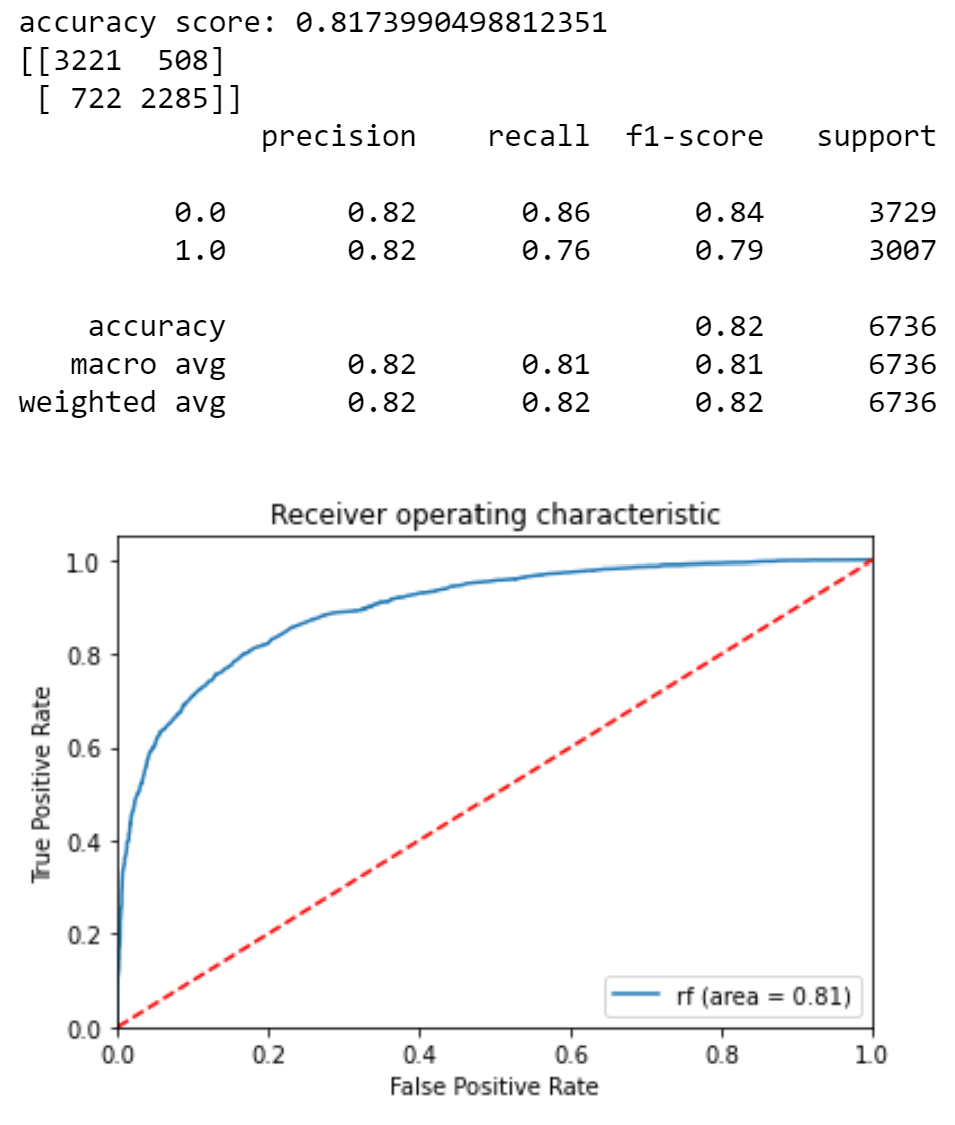 accuracy score: 0.8173990498812351
[[3221  508]
 [ 722 2285]]
precision recall f1-score support
0.0 0.82 0.86 0.84 3729
1.0 0.82 0.76 0.79 3007
accuracy 0.82 6736
macro avg 0.82 0.81 0.81 6736
weighted avg 0.82 0.82 0.82 6736
Receiver operating characteristic
1.0
0.8
0.6
0.4
0.2
0.0
True Positive Rate
rf (area = 0.81)
0.0 0.2 0.4 0.6 0.8 1.0
False Positive Rate